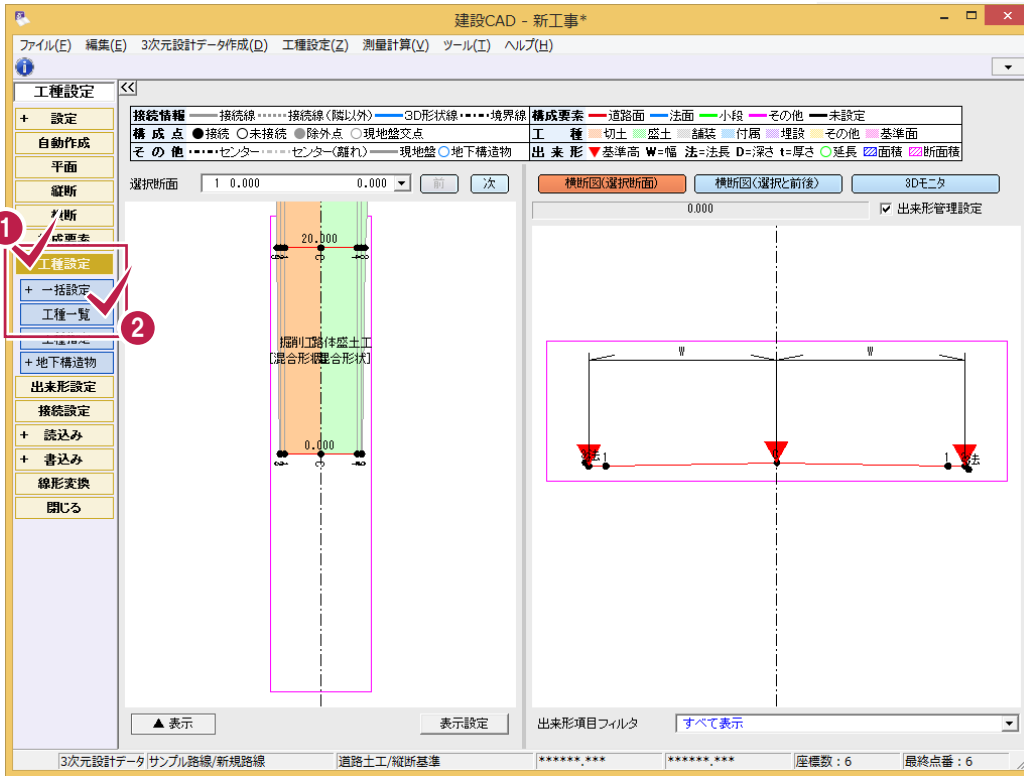 建設CAD - 新工事*
ファイル(F) 編集(E) 3次元設計データ作成(D) 工種設定(Z) 測量計算(V) ツール(T) ヘルプ(H)
工種設定
<<
+ 設定
自動作成
平面
縦断
工種設定
+ 一括設定
工種一覧
+ 地下構造物
出来形設定
接続設定
+ 読込み
+ 書込み
線形変換
閉じる
1
2
接続情報 接続線 接続線(隣以外) 3D形状線 境界線 構成要素 道路面 法面 小段 その他 未設定
構成点 ●接続 ○未接続 ●除外点 ○現地盤交点 工種 切土 盛土 舗装 付属 埋設 その他 基準面
その他 センター センター(離れ) 現地盤 ○地下構造物 出来形 ▼基準高 W=幅 法=法長 D=深さ t=厚さ ○延長 面積 断面積
選択断面 1 0.000 0.000 前 次
横断図(選択断面) 横断図(選択と前後) 3Dモニタ
0.000 出来形管理設定
20.000
C
掘削工 路体盛土工
0.000
C
W W
1 1 法
▲ 表示 表示設定 出来形項目フィルタ すべて表示
3次元設計データ サンプル路線/新規路線 道路土工/縦断基準 ******.*** ******.*** 座標数：6 最終点番：6